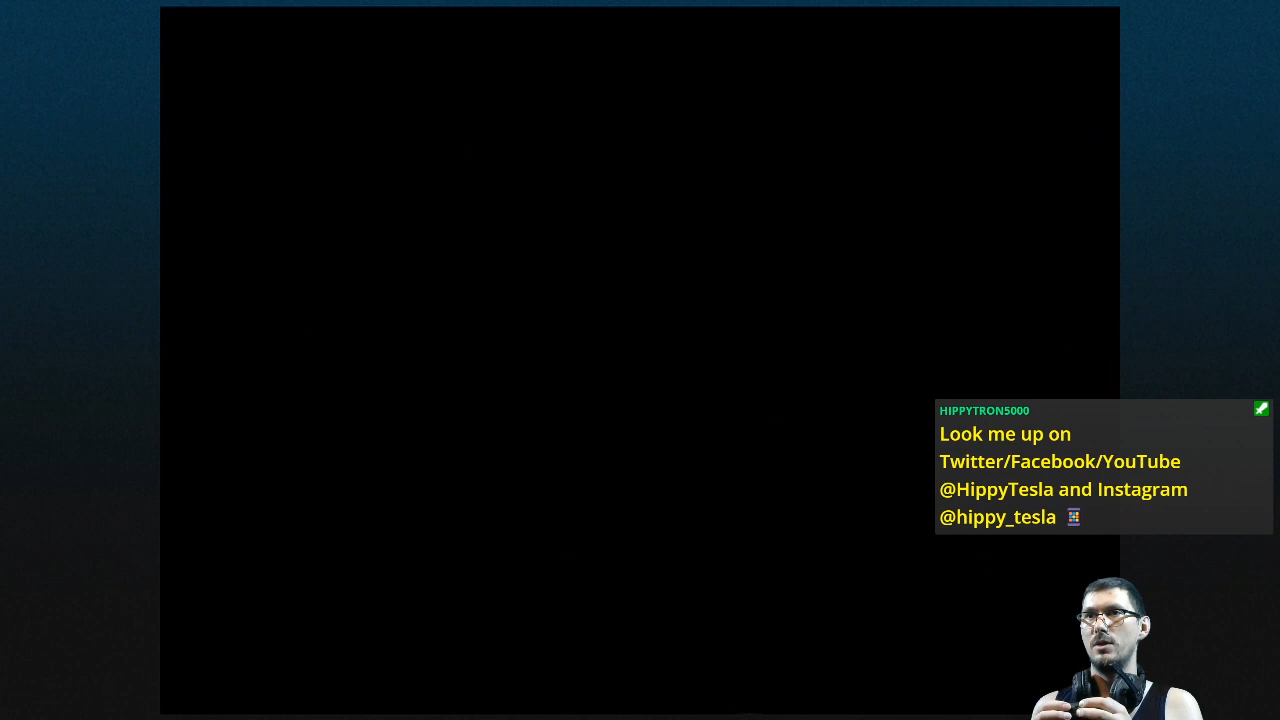 HIPPYTRON5000
Look me up on
Twitter/Facebook/YouTube
@HippyTesla and Instagram
@hippy_tesla